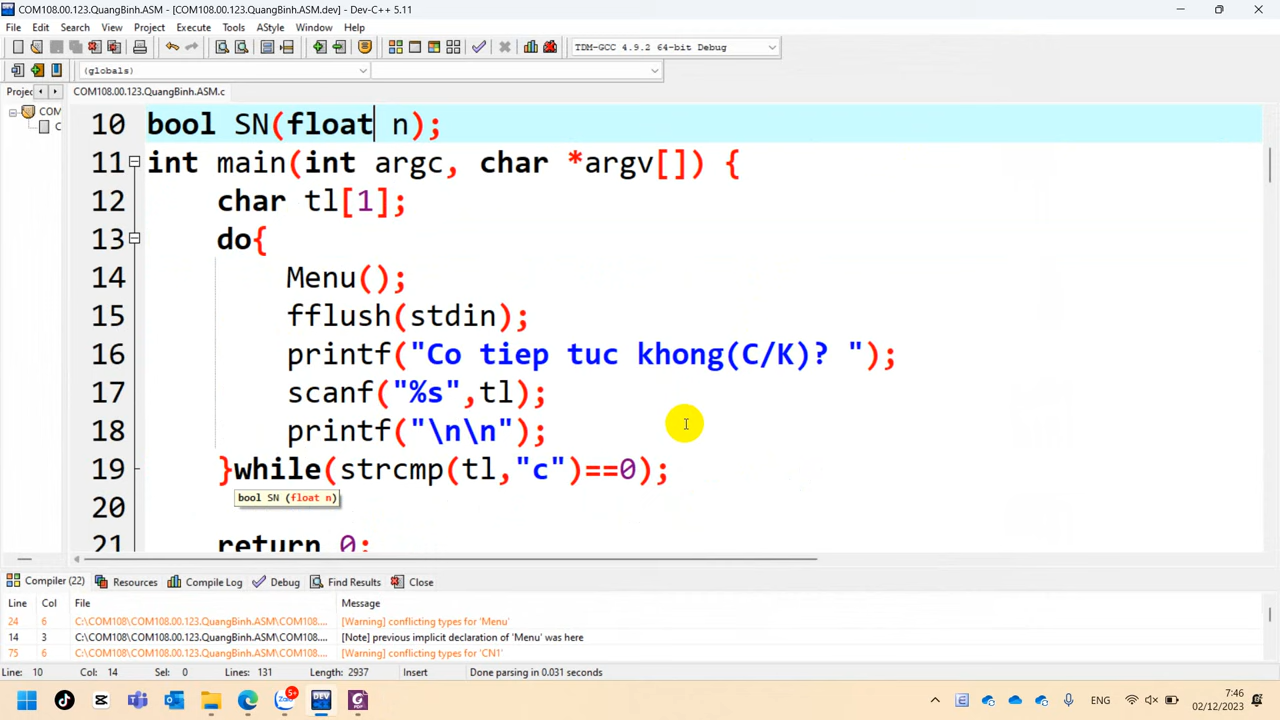 COM108.00.123.QuangBinh.ASM - [COM108.00.123.QuangBinh.ASM.dev] - Dev-C++ 5.11
File Edit Search View Project Execute Tools AStyle Window Help
TDM-GCC 4.9.2 64-bit Debug
(globals)
Projec COM108.00.123.QuangBinh.ASM.c
COM
C
10 bool SN(float n);
11 int main(int argc, char *argv[]) {
12 char tl[1];
13 do{
14 Menu();
15 fflush(stdin);
16 printf("Co tiep tuc khong(C/K)? ");
17 scanf("%s",tl);
18 printf("\n\n");
19 }while(strcmp(tl,"c")==0);
20 bool SN (float n)
21 return 0;
Compiler (22) Resources Compile Log Debug Find Results Close
Line Col File Message
24 6 C:\COM108\COM108.00.123.QuangBinh.ASM\COM108.... [Warning] conflicting types for 'Menu'
14 3 C:\COM108\COM108.00.123.QuangBinh.ASM\COM108.... [Note] previous implicit declaration of 'Menu' was here
75 6 C:\COM108\COM108.00.123.QuangBinh.ASM\COM108.... [Warning] conflicting types for 'CN1'
Line: 10 Col: 14 Sel: 0 Lines: 131 Length: 2937 Insert Done parsing in 0.031 seconds
Zalo 5+ DEV PDF ENG 7:46
02/12/2023